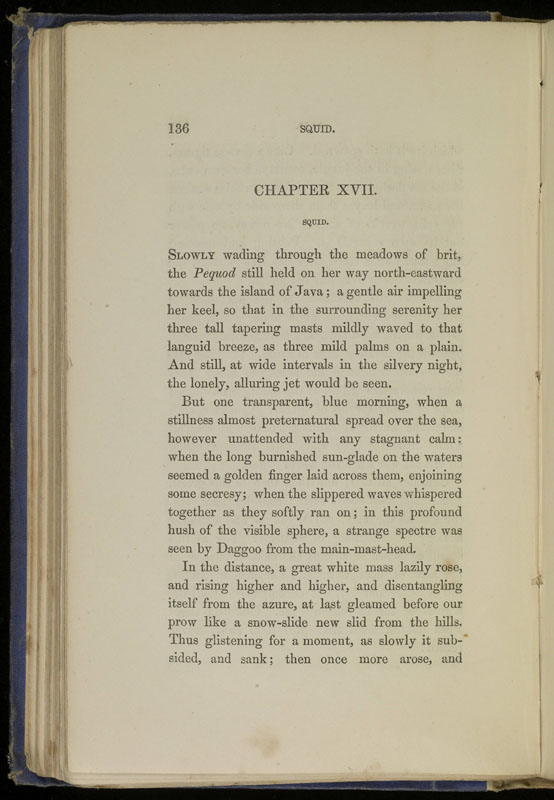 136 SQUID.
CHAPTER XVII.
SQUID.
SLOWLY wading through the meadows of brit,
the Pequod still held on her way north-eastward
towards the island of Java; a gentle air impelling
her keel, so that in the surrounding serenity her
three tall tapering masts mildly waved to that
languid breeze, as three mild palms on a plain.
And still, at wide intervals in the silvery night,
the lonely, alluring jet would be seen.
But one transparent, blue morning, when a
stillness almost preternatural spread over the sea,
however unattended with any stagnant calm;
when the long burnished sun-glade on the waters
seemed a golden finger laid across them, enjoining
some secresy; when the slippered waves whispered
together as they softly ran on; in this profound
hush of the visible sphere, a strange spectre was
seen by Daggoo from the main-mast-head.
In the distance, a great white mass lazily rose,
and rising higher and higher, and disentangling
itself from the azure, at last gleamed before our
prow like a snow-slide new slid from the hills.
Thus glistening for a moment, as slowly it sub-
sided, and sank; then once more arose, and